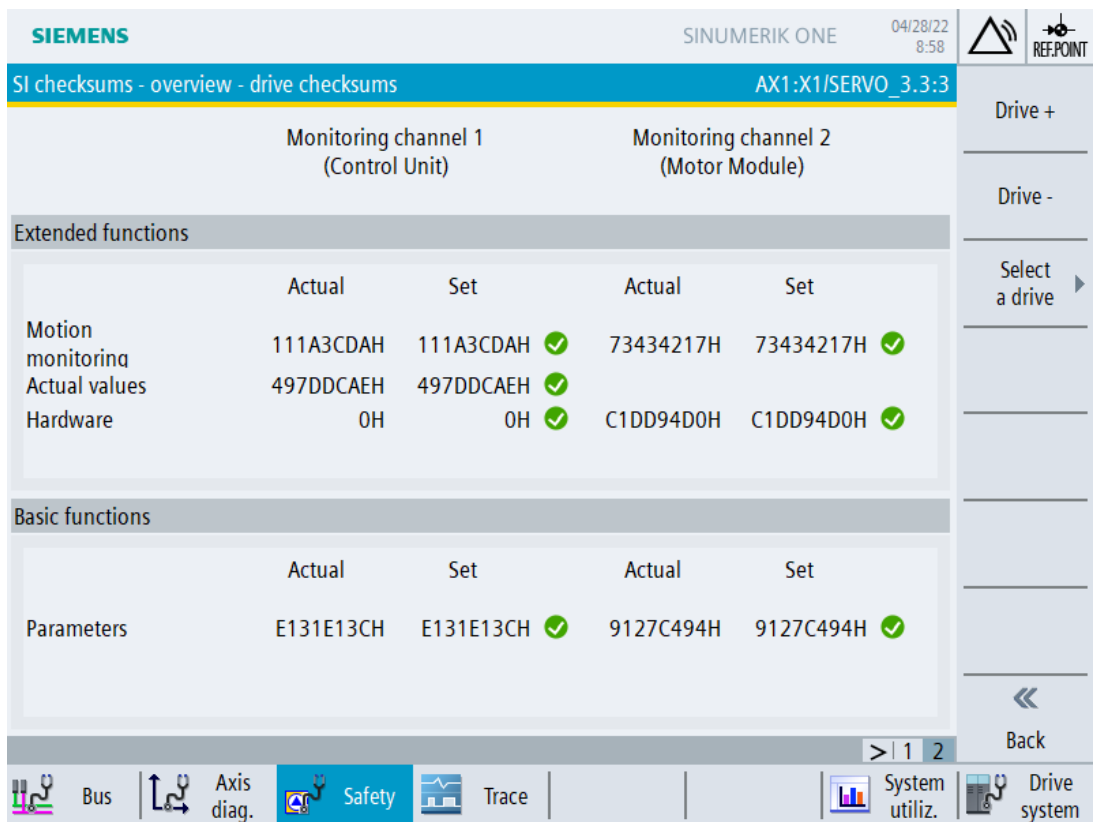 SIEMENS SINUMERIK ONE 04/28/22 8:58
REF.POINT
SI checksums - overview - drive checksums AX1:X1/SERVO_3.3:3
Drive +
Monitoring channel 1 Monitoring channel 2
(Control Unit) (Motor Module)
Drive -
Extended functions
Select
a drive
Actual Set Actual Set
Motion
monitoring 111A3CDAH 111A3CDAH 73434217H 73434217H
Actual values 497DDCAEH 497DDCAEH
Hardware 0H 0H C1DD94D0H C1DD94D0H
Basic functions
Actual Set Actual Set
Parameters E131E13CH E131E13CH 9127C494H 9127C494H
Back
> 1 2
Bus Axis diag. Safety Trace System utiliz. Drive system